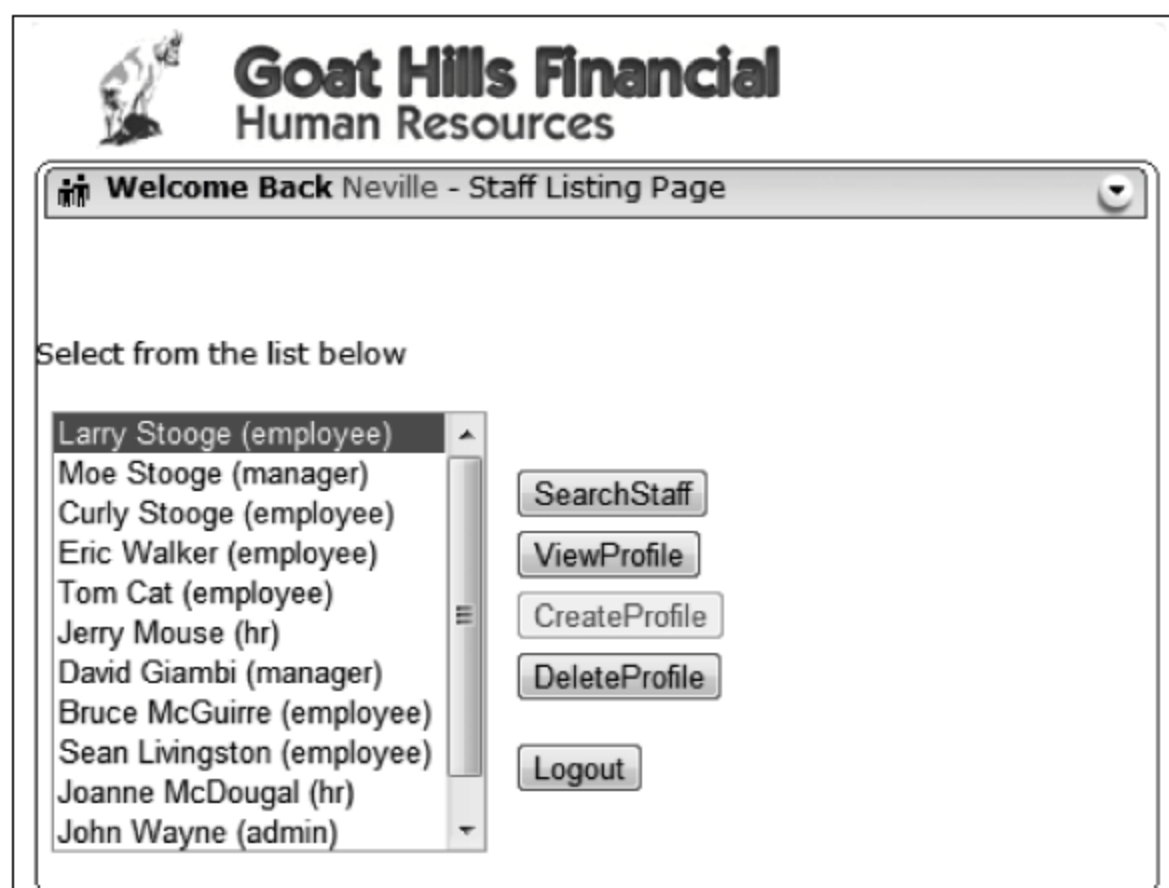 Goat Hills Financial
Human Resources
Welcome Back Neville - Staff Listing Page
Select from the list below
Larry Stooge (employee)
Moe Stooge (manager)
Curly Stooge (employee)
Eric Walker (employee)
Tom Cat (employee)
Jerry Mouse (hr)
David Giambi (manager)
Bruce McGuirre (employee)
Sean Livingston (employee)
Joanne McDougal (hr)
John Wayne (admin)
SearchStaff
ViewProfile
CreateProfile
DeleteProfile
Logout